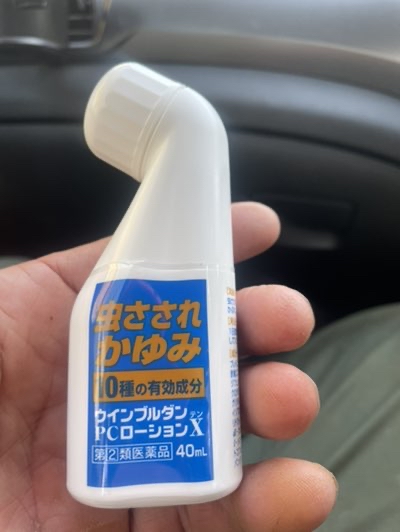 虫さされ
かゆみ
10種の有効成分
ウインブルダン
PCローションX
テン
指②類医薬品 40mL